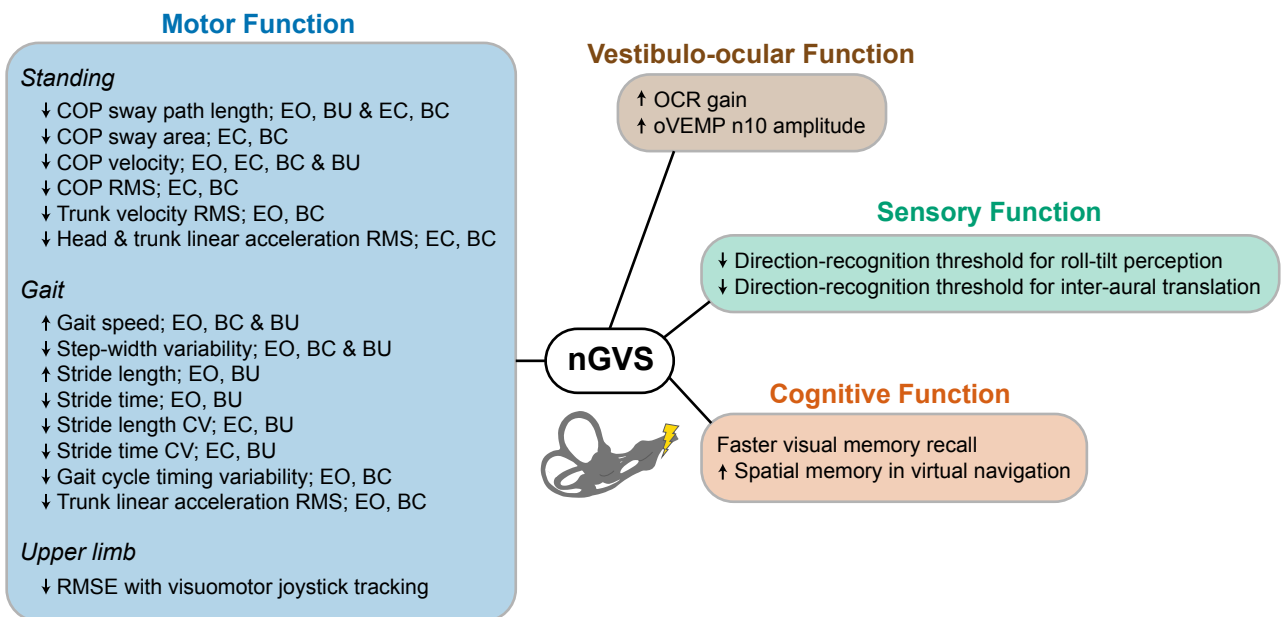 Motor Function
Standing
↓ COP sway path length; EO, BU & EC, BC
↓ COP sway area; EC, BC
↓ COP velocity; EO, EC, BC & BU
↓ COP RMS; EC, BC
↓ Trunk velocity RMS; EO, BC
↓ Head & trunk linear acceleration RMS; EC, BC
Gait
↑ Gait speed; EO, BC & BU
↓ Step-width variability; EO, BC & BU
↑ Stride length; EO, BU
↓ Stride time; EO, BU
↓ Stride length CV; EC, BU
↓ Stride time CV; EC, BU
↓ Gait cycle timing variability; EO, BC
↓ Trunk linear acceleration RMS; EO, BC
Upper limb
↓ RMSE with visuomotor joystick tracking
Vestibulo-ocular Function
↑ OCR gain
↑ oVEMP n10 amplitude
Sensory Function
↓ Direction-recognition threshold for roll-tilt perception
↓ Direction-recognition threshold for inter-aural translation
nGVS
Cognitive Function
Faster visual memory recall
↑ Spatial memory in virtual navigation